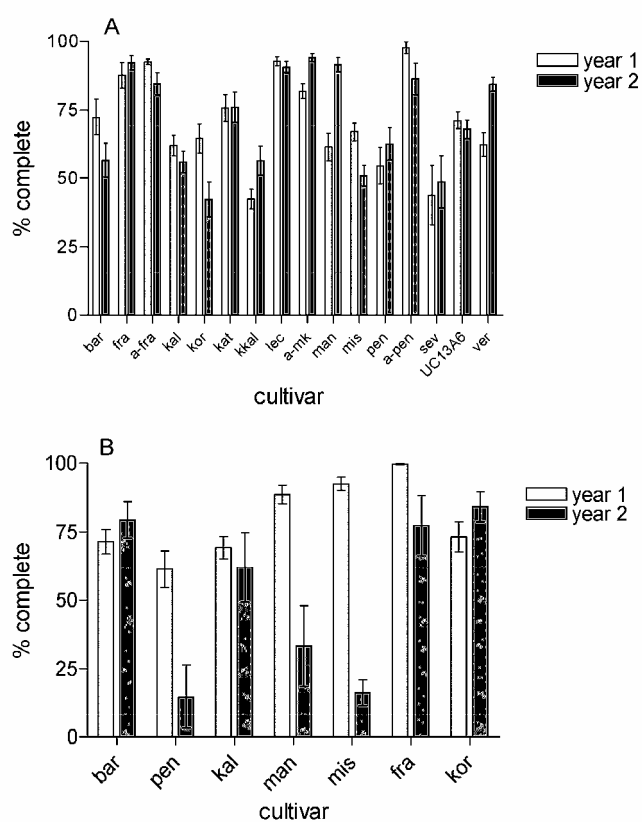 A
100
75
50
25
0
% complete
year 1
year 2
bar
fra
a-fra
kal
kor
kat
kkal
lec
a-mk
man
mis
pen
a-pen
sev
UC13A6
ver
cultivar
B
100
75
50
25
0
% complete
year 1
year 2
bar
pen
kal
man
mis
fra
kor
cultivar